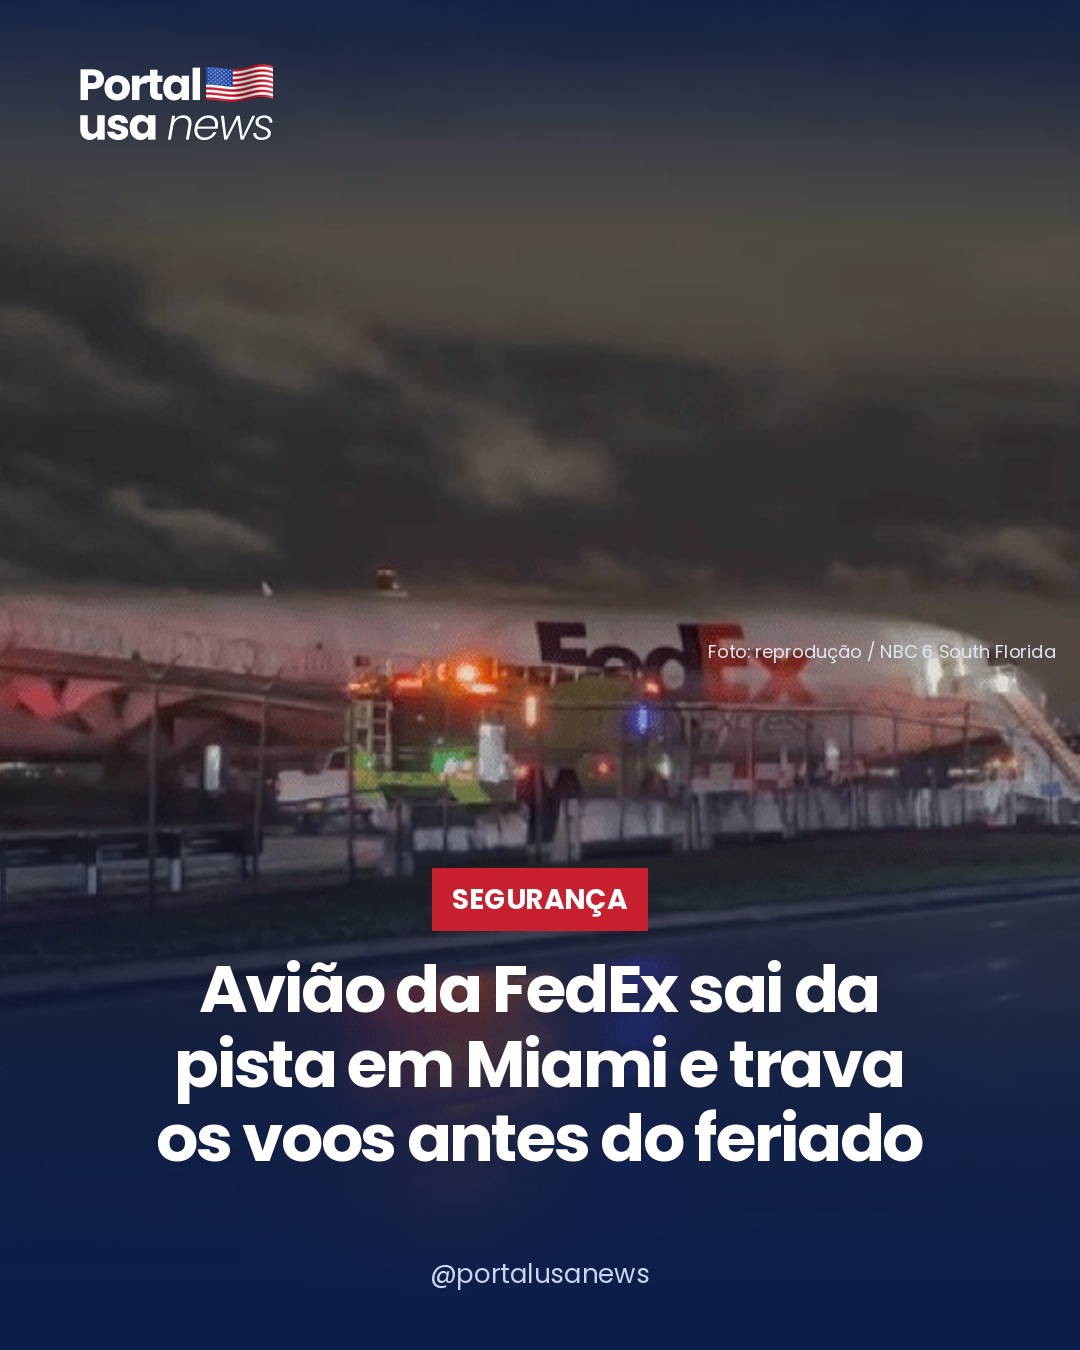 Portal
usa news
FedEx
Foto: reprodução / NBC 6 South Florida
SEGURANÇA
Avião da FedEx sai da
pista em Miami e trava
os voos antes do feriado
@portalusanews